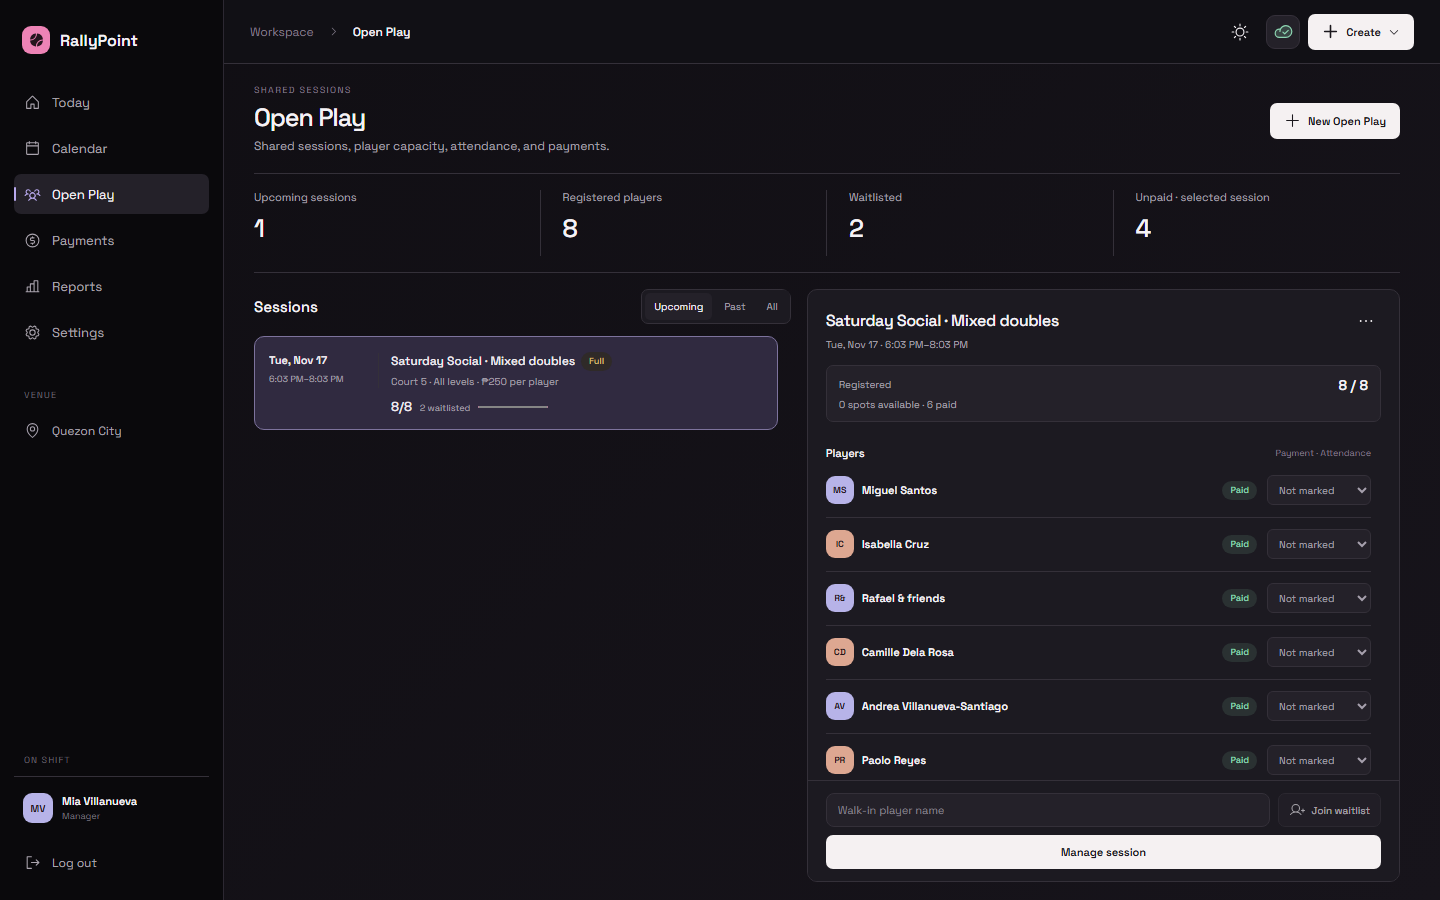 RallyPoint
Today
Calendar
Open Play
Payments
Reports
Settings
VENUE
Quezon City
ON SHIFT
MV
Mia Villanueva
Manager
Log out
Workspace
Open Play
Create
SHARED SESSIONS
Open Play
Shared sessions, player capacity, attendance, and payments.
New Open Play
Upcoming sessions
1
Registered players
8
Waitlisted
2
Unpaid · selected session
4
Sessions
Upcoming Past All
Tue, Nov 17
6:03 PM–8:03 PM
Saturday Social · Mixed doubles Full
Court 5 · All levels · ₱250 per player
8/8 2 waitlisted
Saturday Social · Mixed doubles
Tue, Nov 17 · 6:03 PM–8:03 PM
Registered 8 / 8
0 spots available · 6 paid
Players Payment · Attendance
MS Miguel Santos Paid Not marked
IC Isabella Cruz Paid Not marked
R& Rafael & friends Paid Not marked
CD Camille Dela Rosa Paid Not marked
AV Andrea Villanueva-Santiago Paid Not marked
PR Paolo Reyes Paid Not marked
Walk-in player name Join waitlist
Manage session